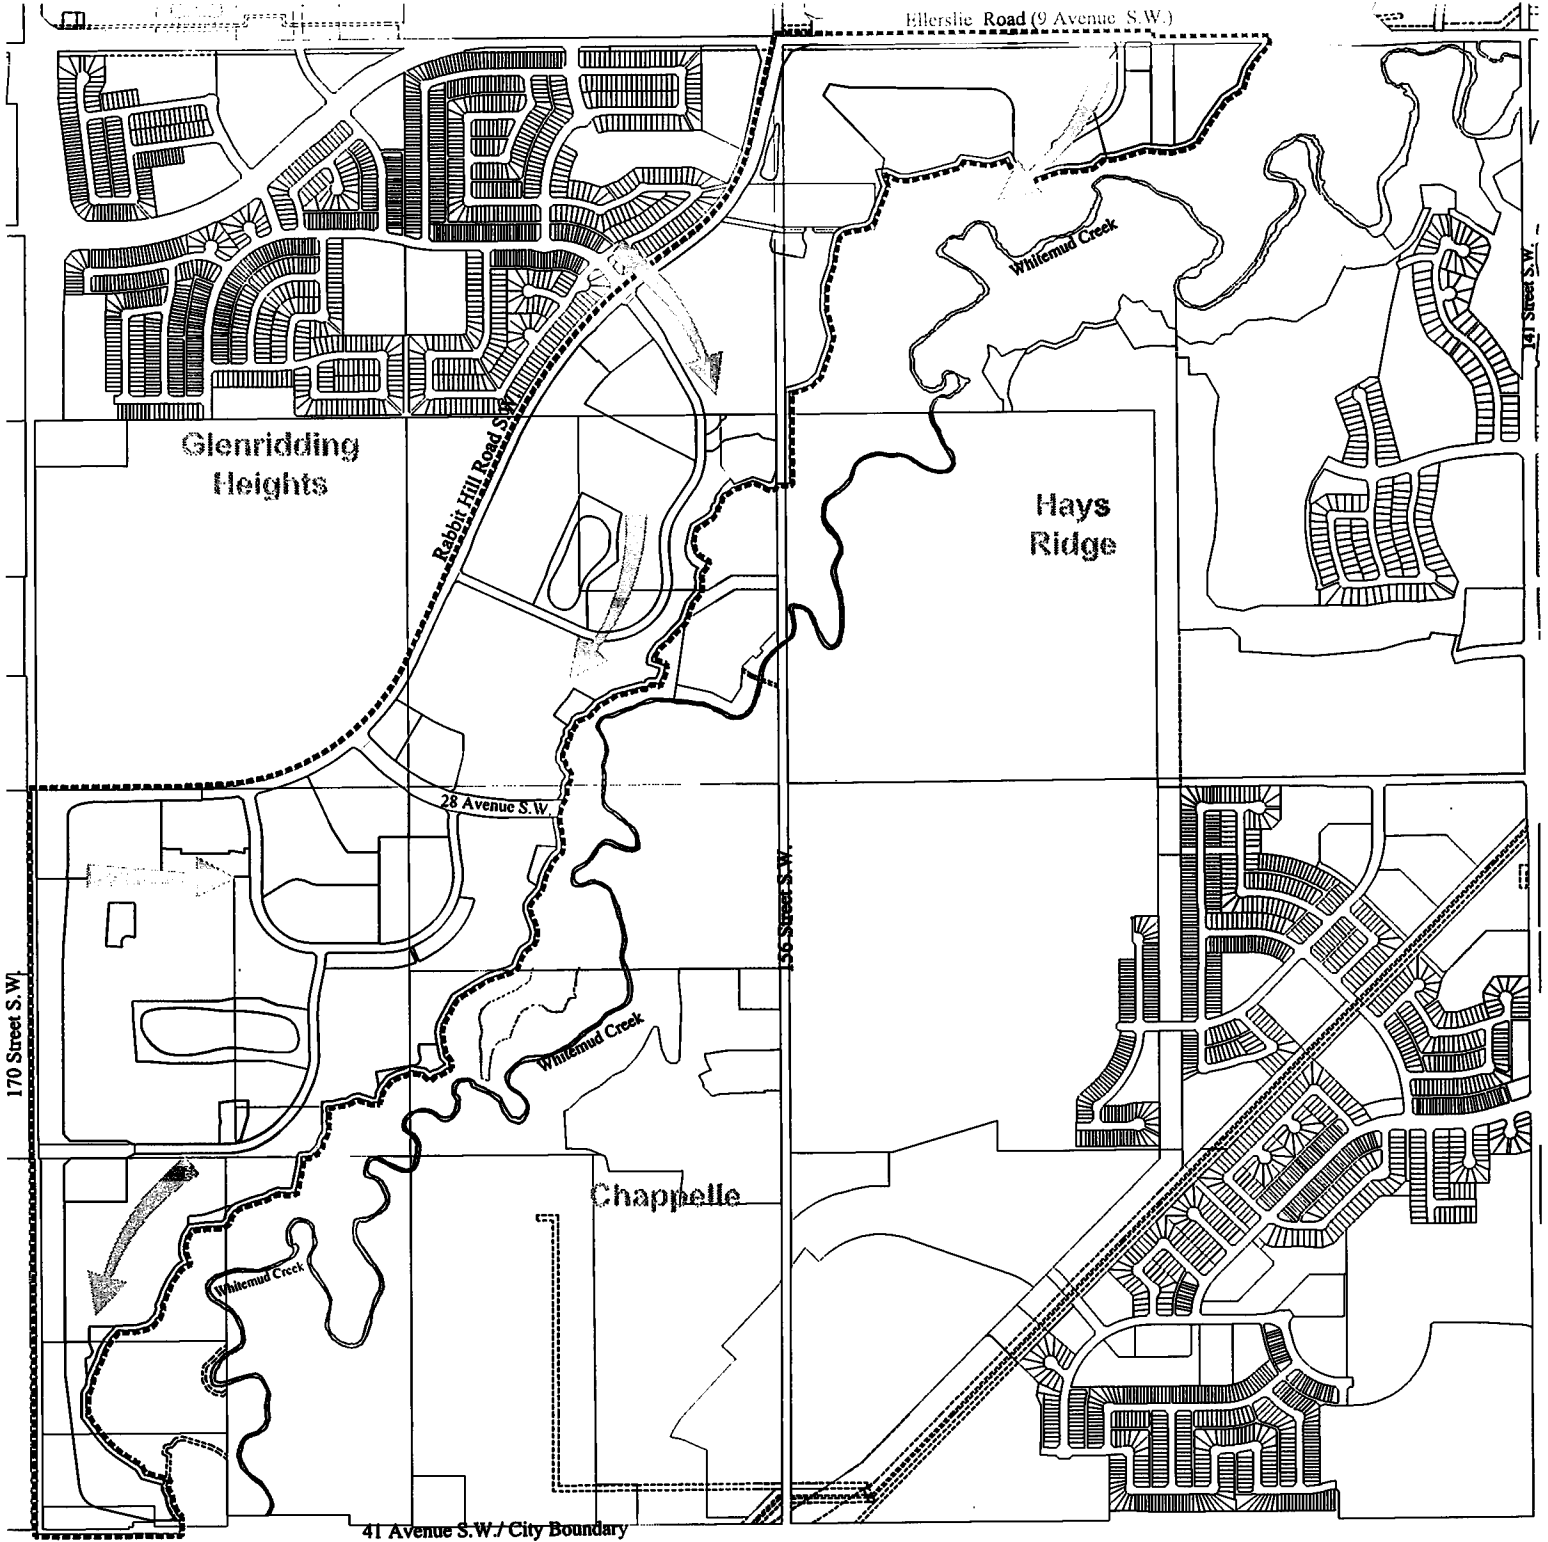 Ellerslie Road (9 Avenue S.W.)
Whitemud Creek
141 Street S.W.
Glenridding
Heights
Rabbit Hill Road S.W.
Hays
Ridge
28 Avenue S.W.
156 Street S.W.
170 Street S.W.
Whitemud Creek
Chappelle
Whitemud Creek
41 Avenue S.W./ City Boundary